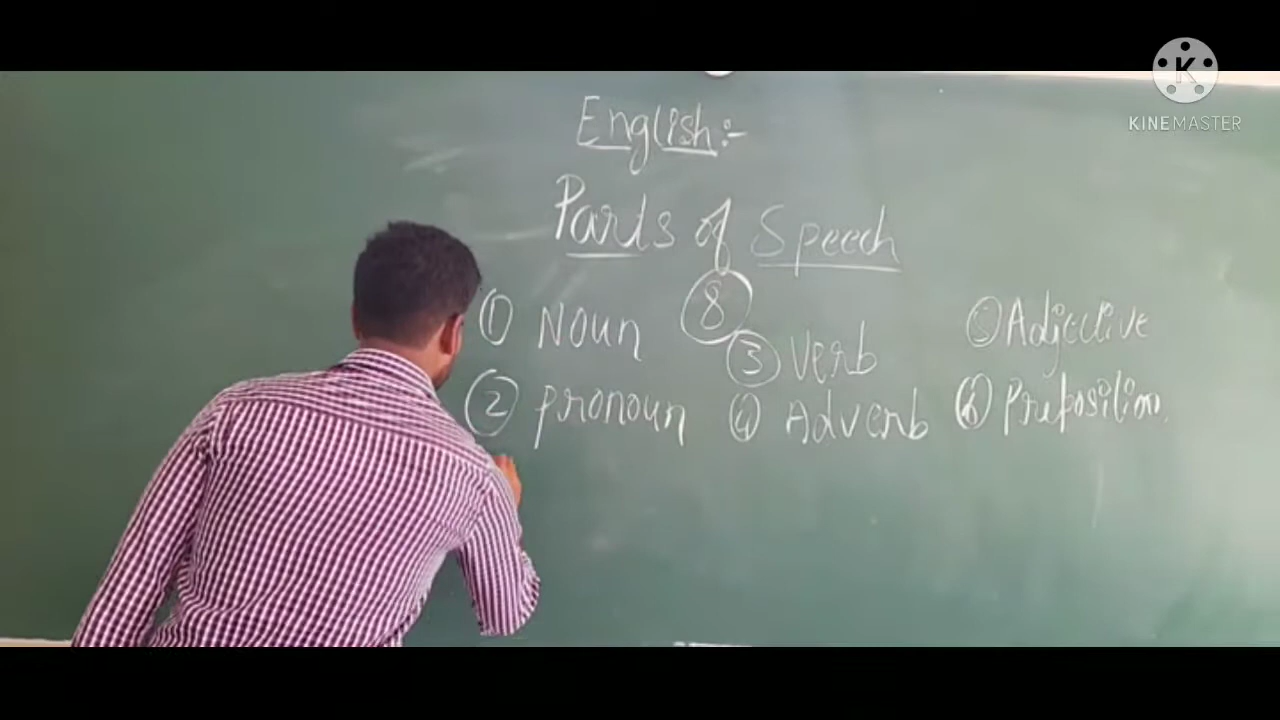 English:-
Parts of Speech
8
① Noun
② pronoun
③ Verb
④ Adverb
⑤ Adjective
⑥ Preposition
K
KINEMASTER